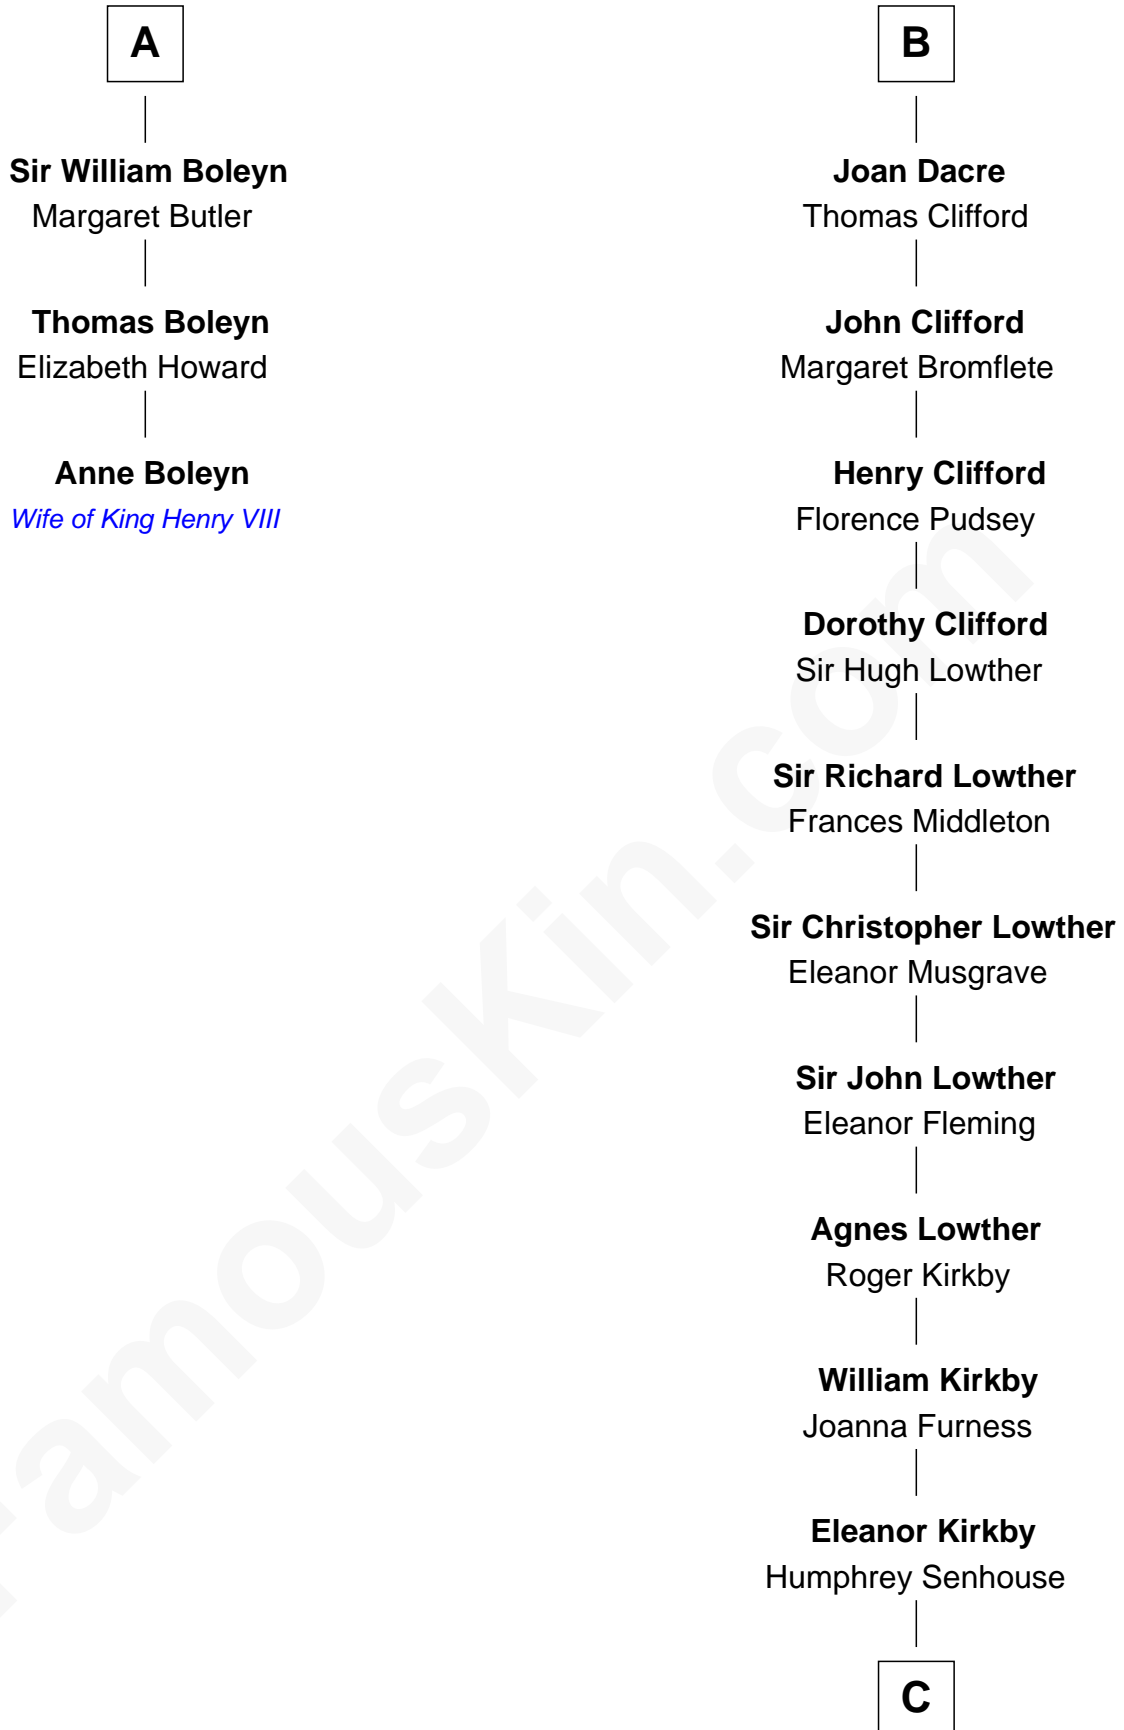 A
Sir William Boleyn
Margaret Butler
Thomas Boleyn
Elizabeth Howard
Anne Boleyn
Wife of King Henry VIII
B
Joan Dacre
Thomas Clifford
John Clifford
Margaret Bromflete
Henry Clifford
Florence Pudsey
Dorothy Clifford
Sir Hugh Lowther
Sir Richard Lowther
Frances Middleton
Sir Christopher Lowther
Eleanor Musgrave
Sir John Lowther
Eleanor Fleming
Agnes Lowther
Roger Kirkby
William Kirkby
Joanna Furness
Eleanor Kirkby
Humphrey Senhouse
C
FamousKin.com